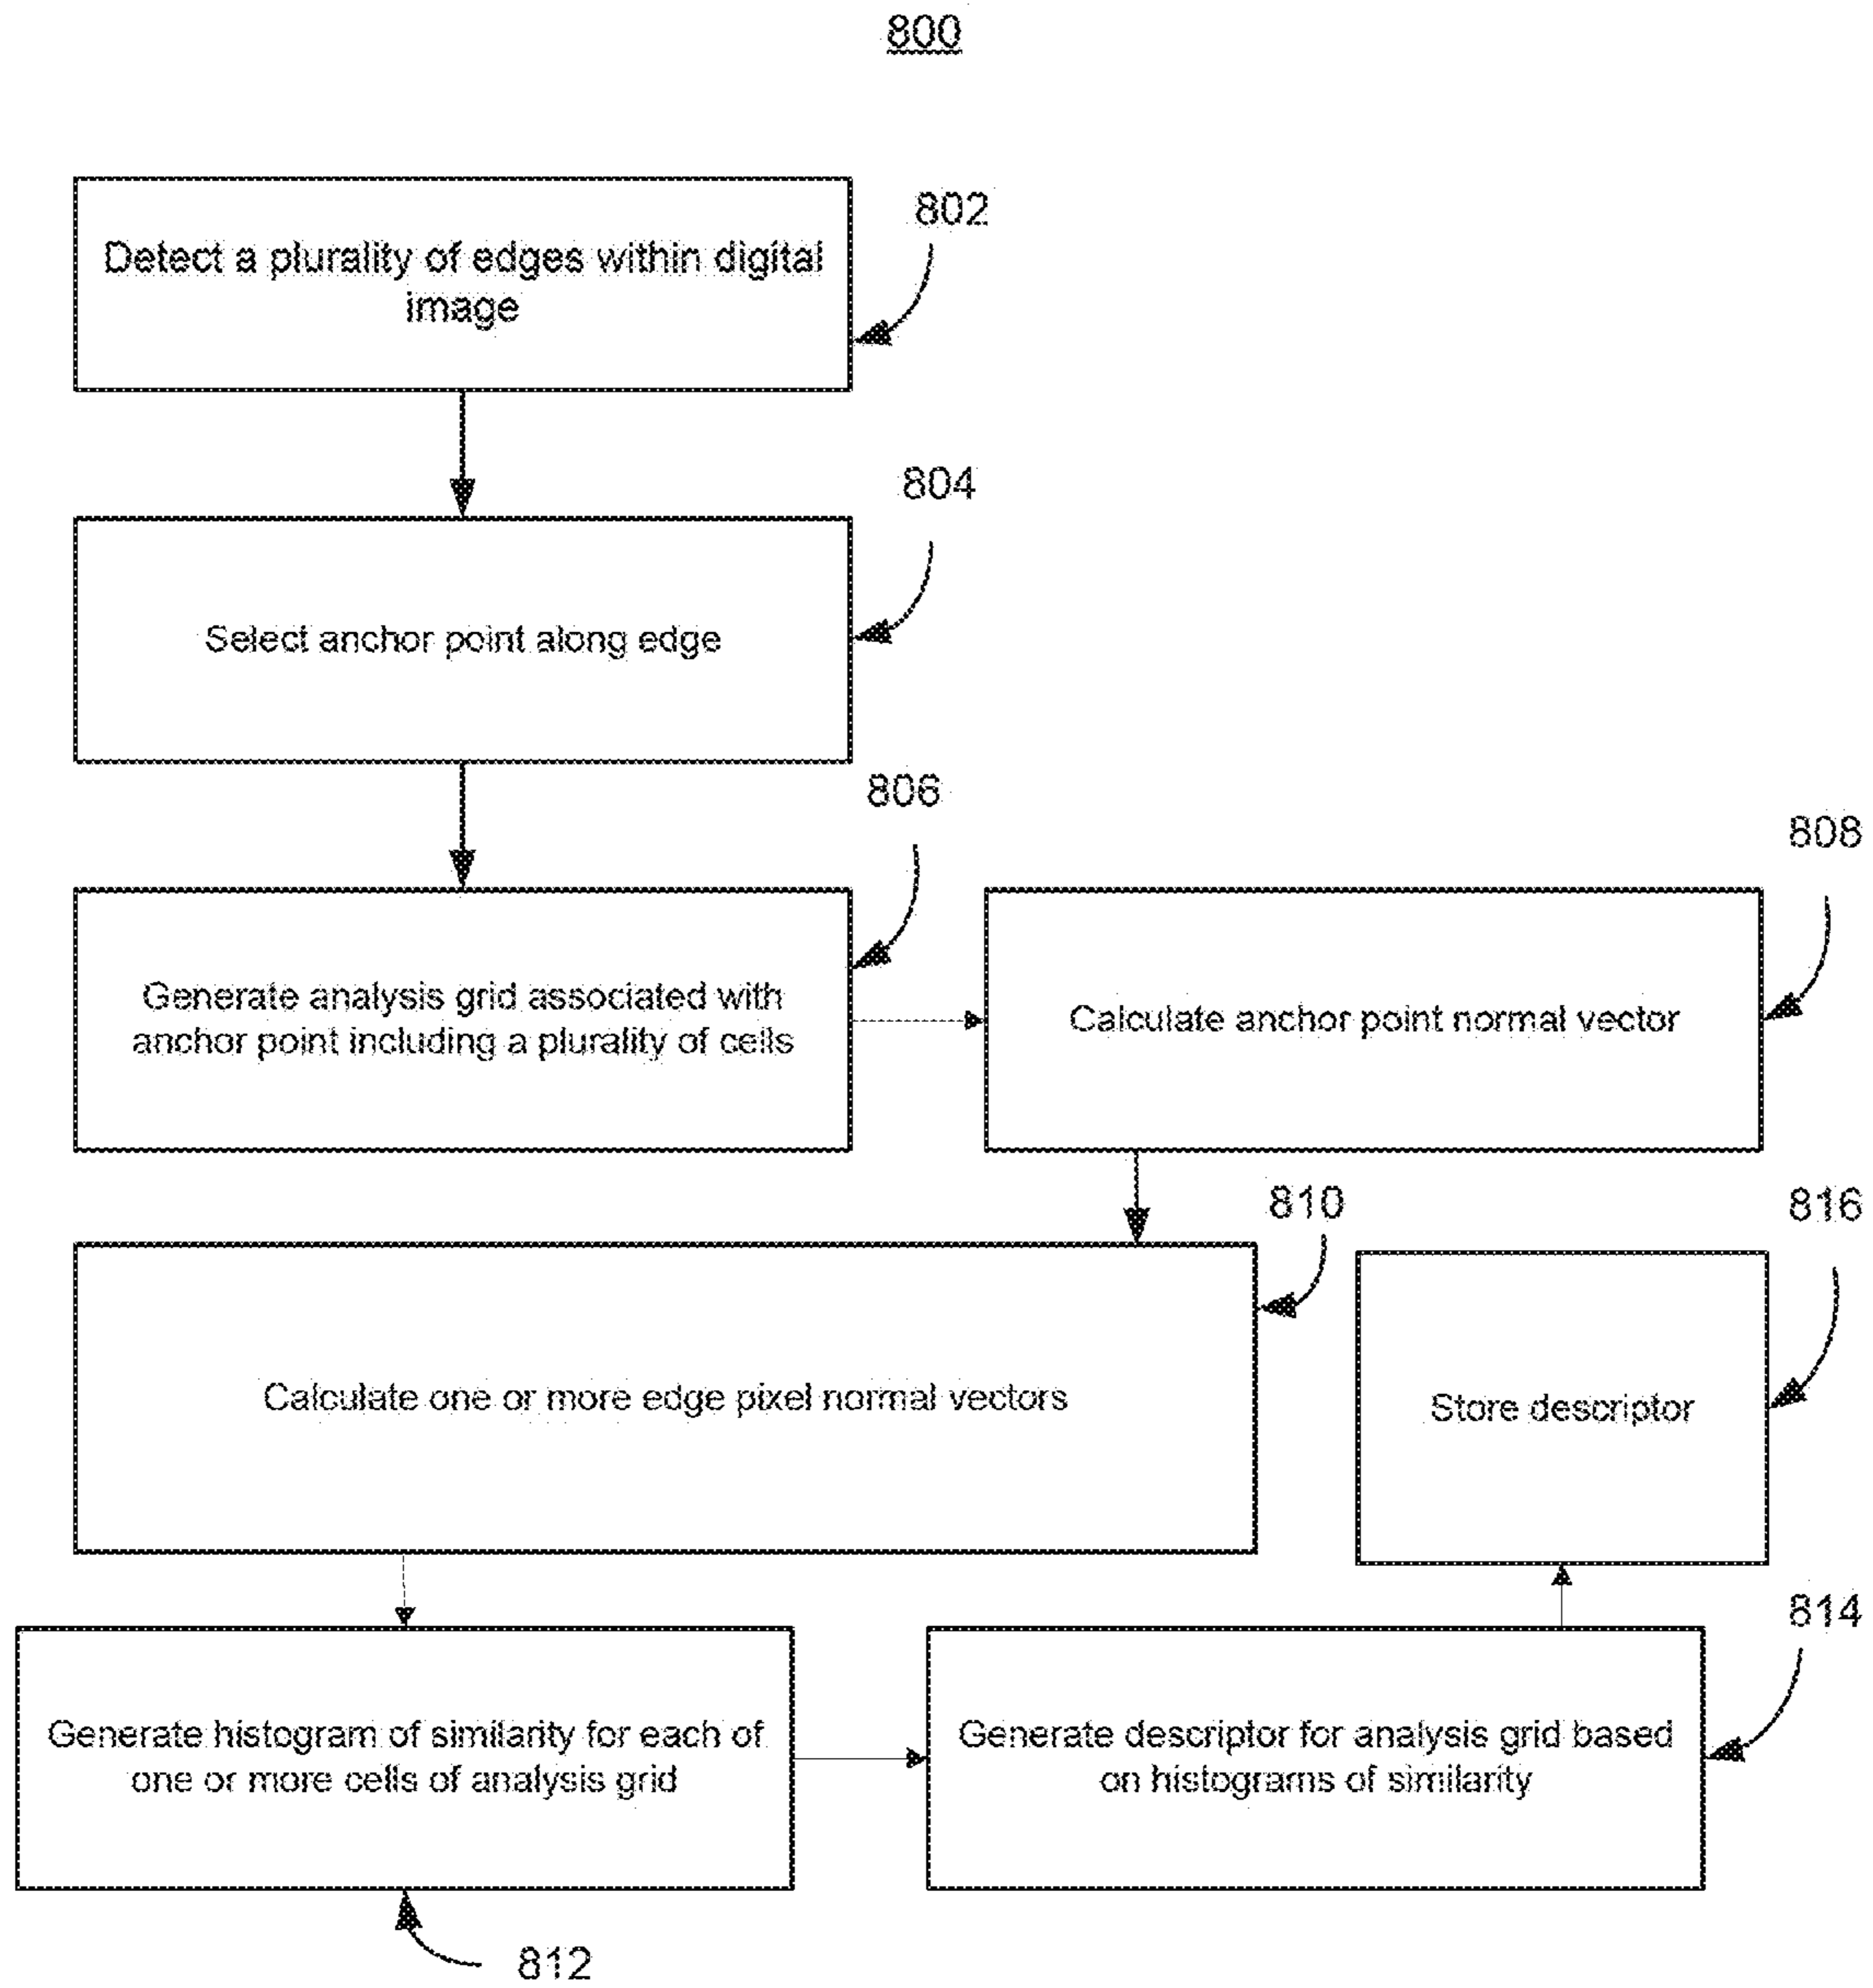 800
802
Detect a plurality of edges within digital
image
804
Select anchor point along edge
806
808
Generate analysis grid associated with
anchor point including a plurality of cells
Calculate anchor point normal vector
810
816
Calculate one or more edge pixel normal vectors
Store descriptor
814
Generate histogram of similarity for each of
one or more cells of analysis grid
Generate descriptor for analysis grid based
on histograms of similarity
812